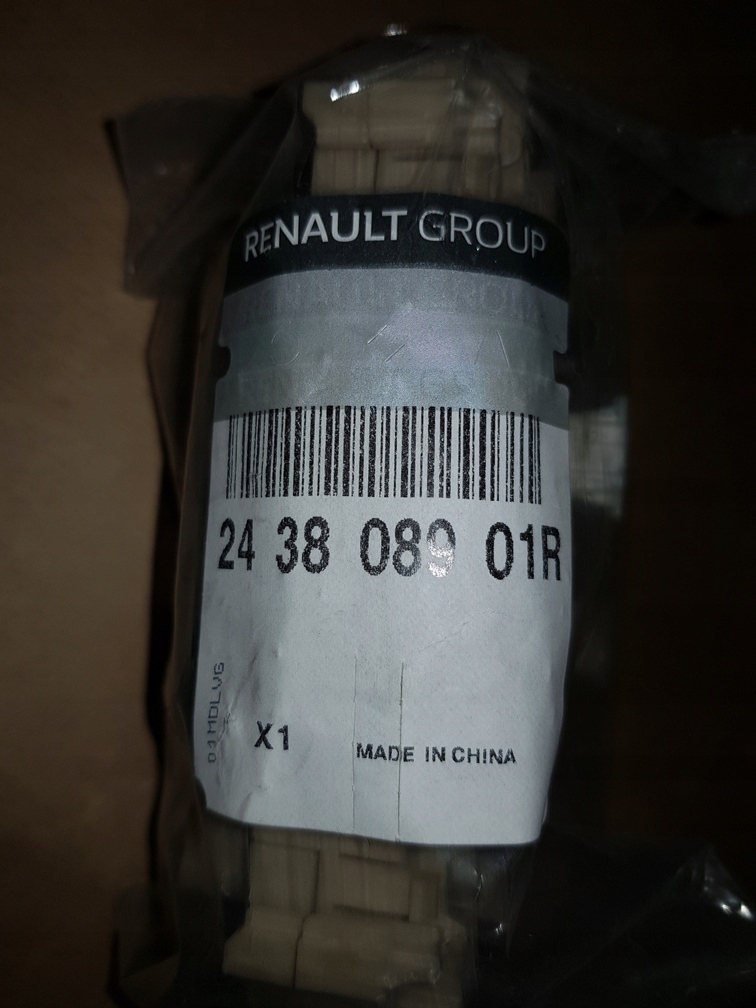 RENAULT GROUP
24 38 089 01R
X1
MADE IN CHINA